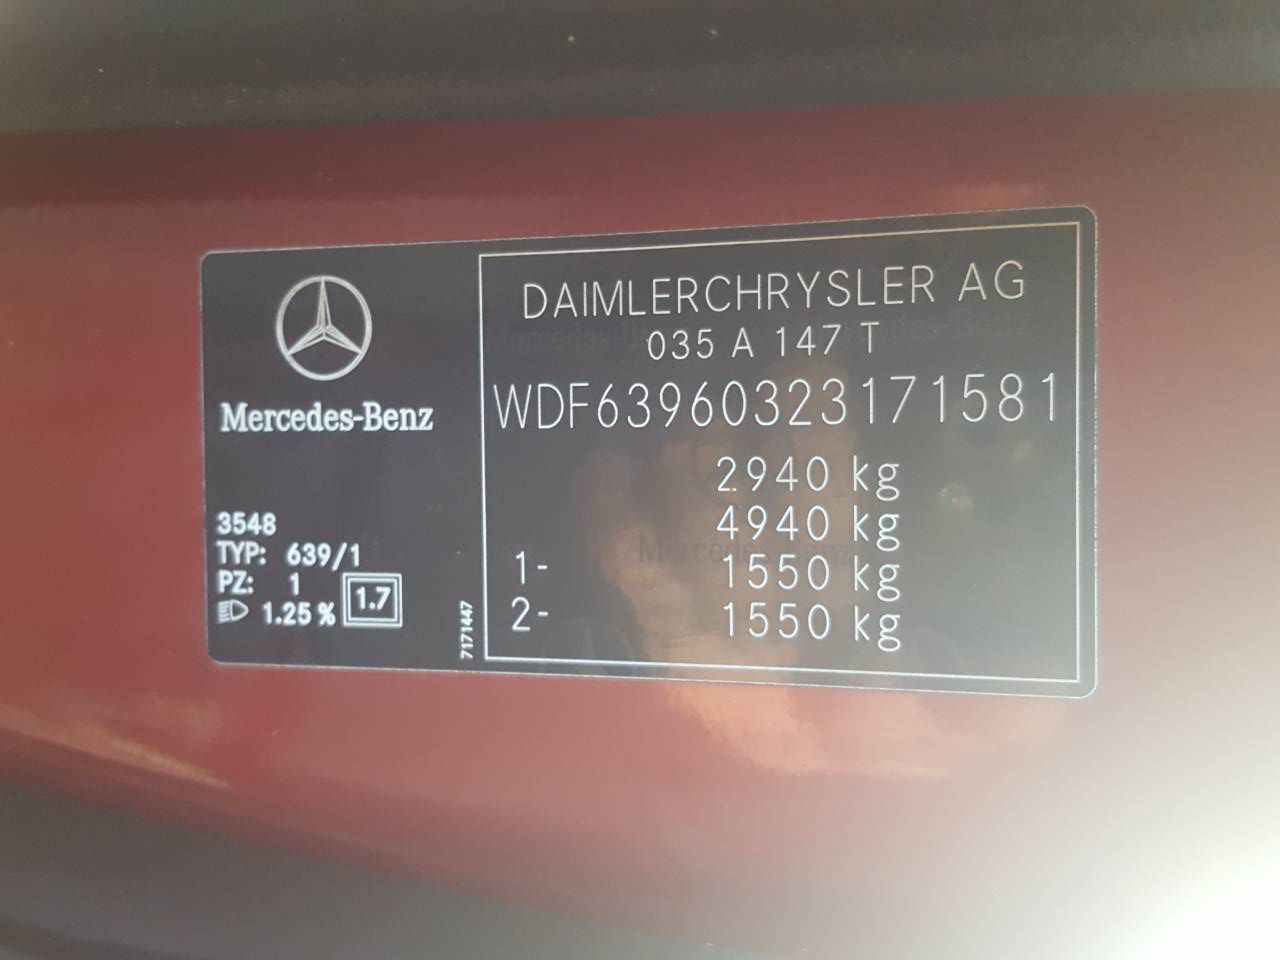 Mercedes-Benz
3548
TYP: 639/1
PZ: 1
1.25 %
1.7
7171447
DAIMLERCHRYSLER AG
035 A 147 T
WDF63960323171581
2940 kg
4940 kg
1- 1550 kg
2- 1550 kg